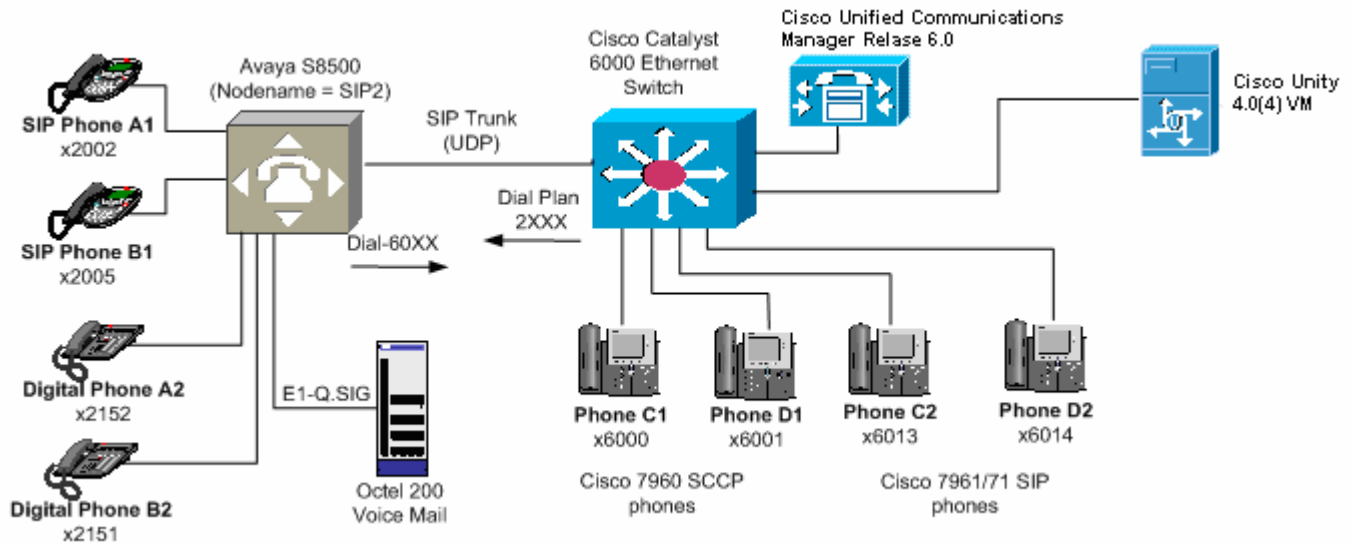 Cisco Unified Communications
Manager Relase 6.0
Cisco Catalyst
6000 Ethernet
Switch
Avaya S8500
(Nodename = SIP2)
Cisco Unity
4.0(4) VM
SIP Phone A1
x2002
SIP Trunk
(UDP)
U
Dial Plan
2XXX
SIP Phone B1
x2005
Dial-60XX
Digital Phone A2
x2152
E1-Q.SIG
Phone C1
x6000
Phone D1
x6001
Phone C2
x6013
Phone D2
x6014
Digital Phone B2
x2151
Octel 200
Voice Mail
Cisco 7960 SCCP
phones
Cisco 7961/71 SIP
phones